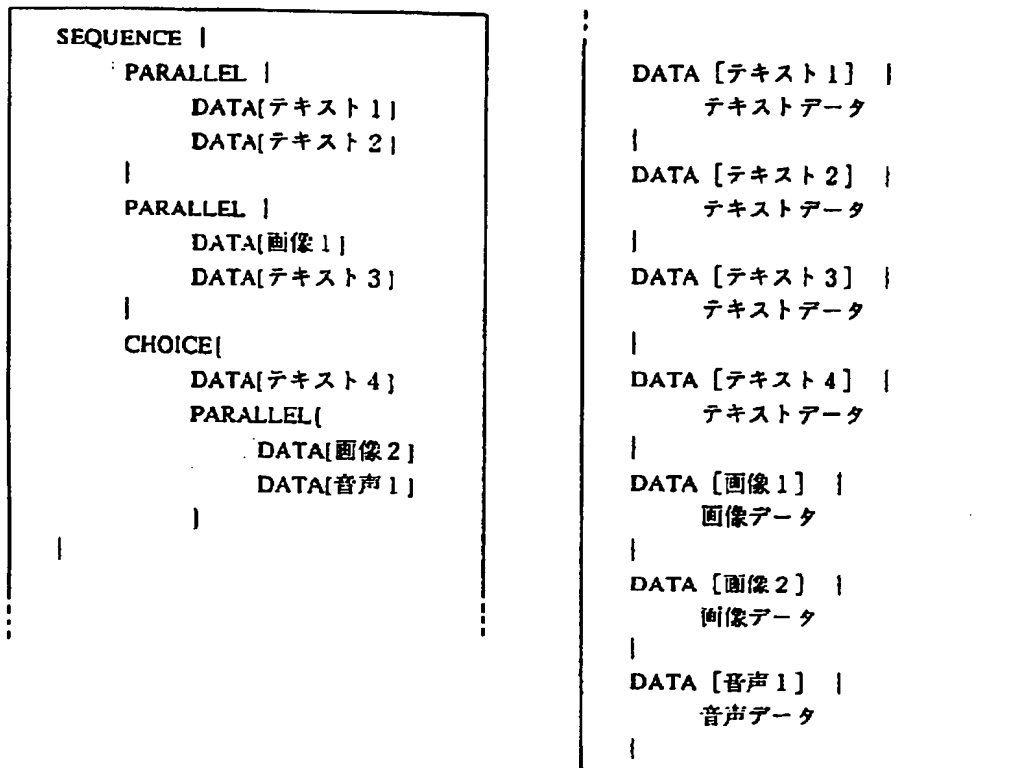 SEQUENCE {
PARALLEL {
DATA[テキスト1]
DATA[テキスト2]
}
PARALLEL {
DATA[画像1]
DATA[テキスト3]
}
CHOICE{
DATA[テキスト4]
PARALLEL{
DATA[画像2]
DATA[音声1]
}
}
DATA [テキスト1] {
テキストデータ
}
DATA [テキスト2] {
テキストデータ
}
DATA [テキスト3] {
テキストデータ
}
DATA [テキスト4] {
テキストデータ
}
DATA [画像1] {
画像データ
}
DATA [画像2] {
画像データ
}
DATA [音声1] {
音声データ
}